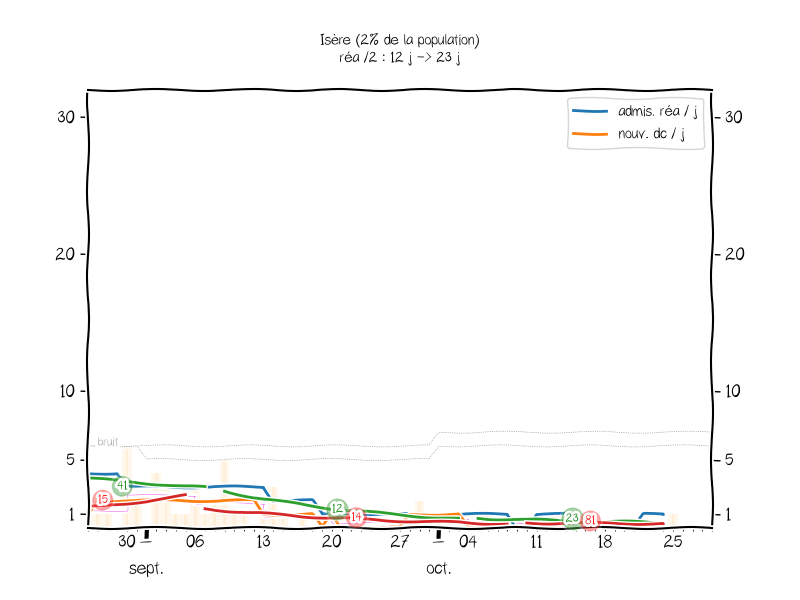 Isère (2% de la population)
réa /2 : 12 j -> 23 j
admis. réa / j
nouv. dc / j
30 30
20 20
10 10
bruit
5 5
41
15
12
14
23
81
1 1
30 06 13 20 27 04 11 18 25
sept. oct.